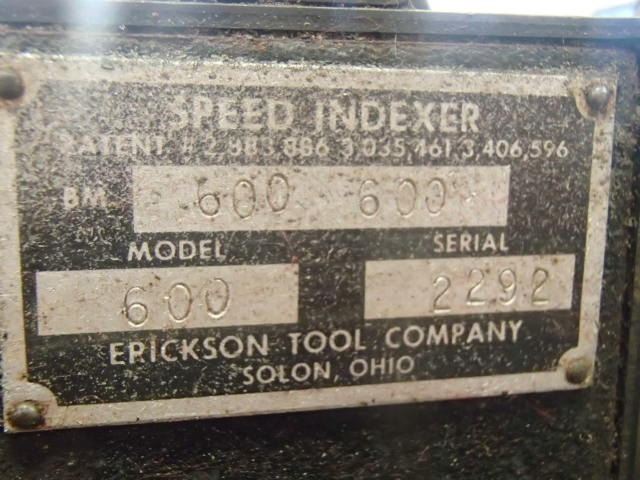 SPEED INDEXER
PATENT # 2,883,886 3,035,461 3,406,596
BM. 600 600
MODEL SERIAL
600 2292
ERICKSON TOOL COMPANY
SOLON, OHIO